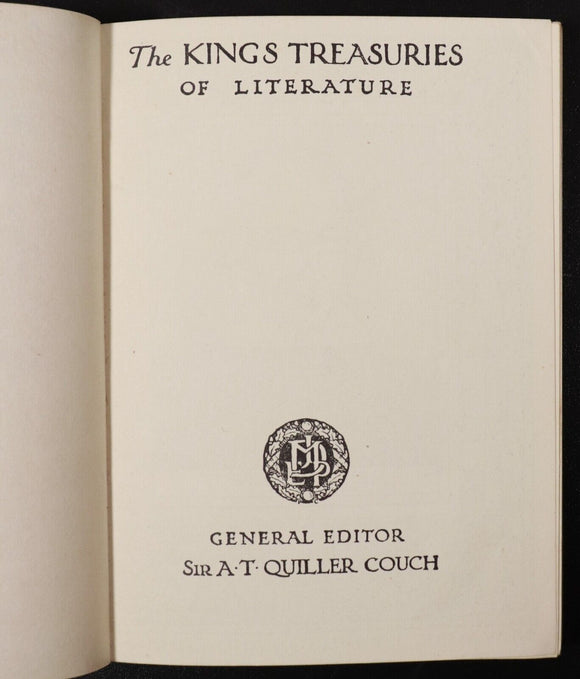 The KINGS TREASURIES
OF LITERATURE
GENERAL EDITOR
SIR A·T· QUILLER COUCH